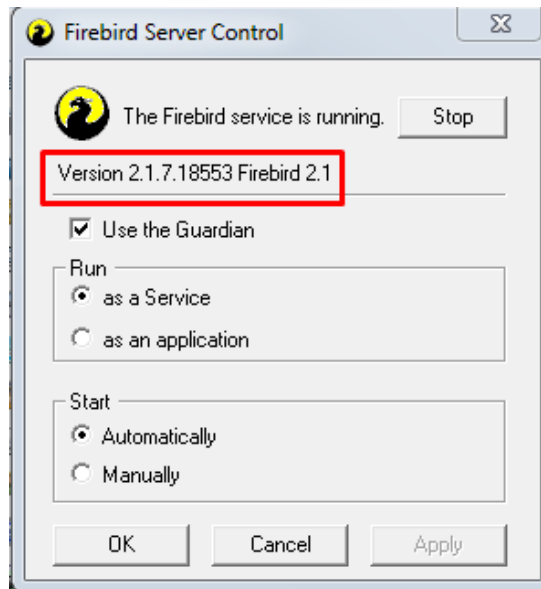 Firebird Server Control
The Firebird service is running.
Stop
Version 2.1.7.18553 Firebird 2.1
Use the Guardian
Run
as a Service
as an application
Start
Automatically
Manually
OK
Cancel
Apply